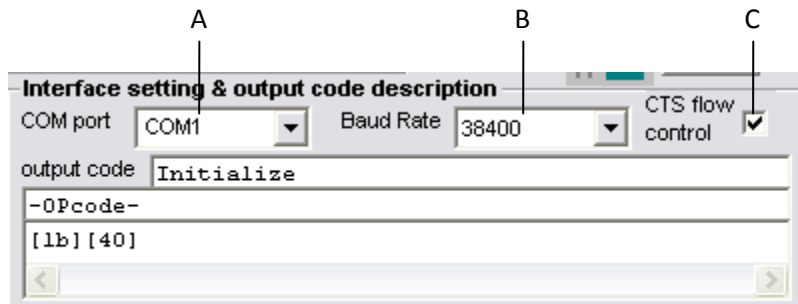 A B C
Interface setting & output code description
COM port COM1 Baud Rate 38400 CTS flow control
output code Initialize
-OPcode-
[1b][40]